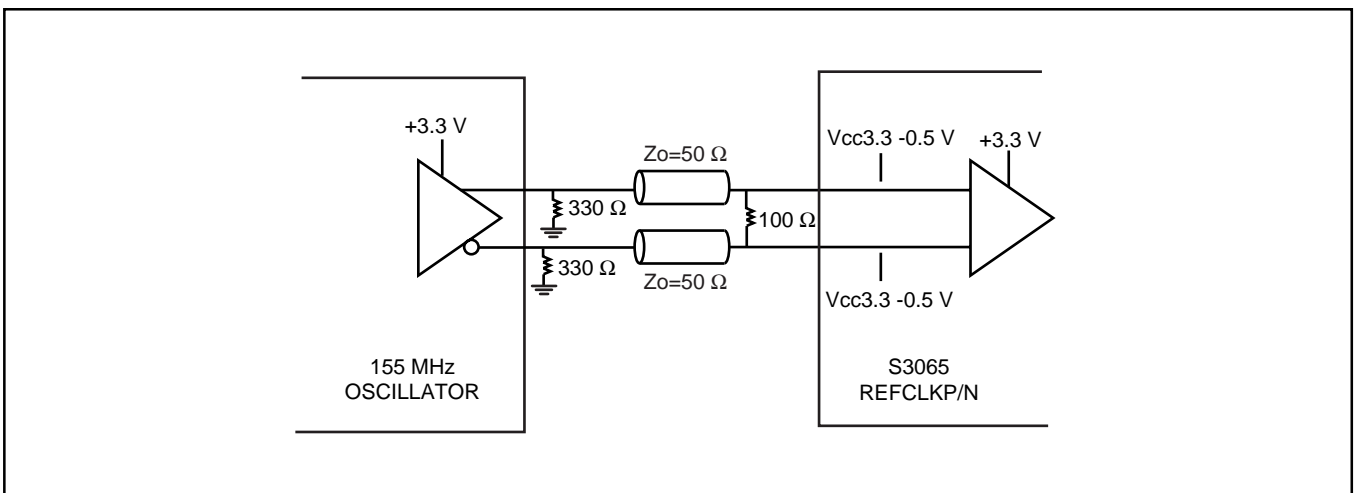 +3.3 V
Zo=50 Ω
Vcc3.3 -0.5 V
+3.3 V
330 Ω
100 Ω
330 Ω
Zo=50 Ω
Vcc3.3 -0.5 V
155 MHz
OSCILLATOR
S3065
REFCLKP/N